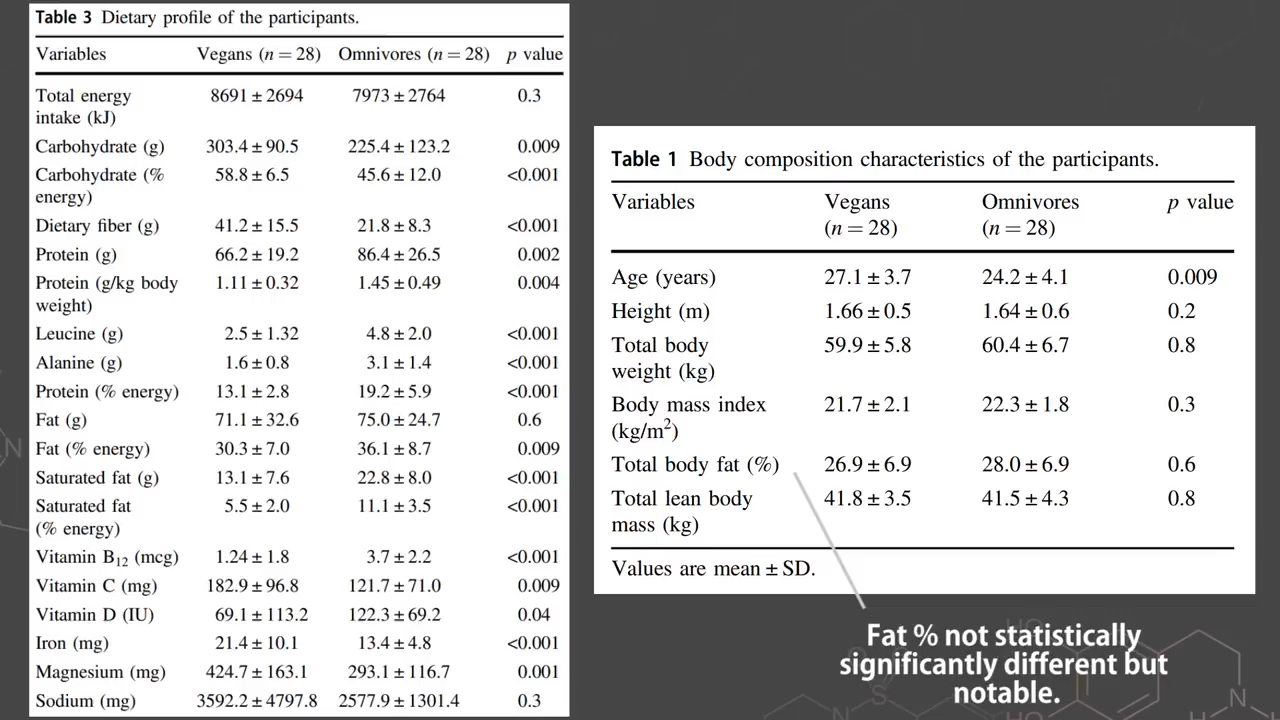 Table 3 Dietary profile of the participants.
Variables Vegans (n = 28) Omnivores (n = 28) p value
Total energy 8691 ± 2694 7973 ± 2764 0.3
intake (kJ)
Carbohydrate (g) 303.4 ± 90.5 225.4 ± 123.2 0.009
Carbohydrate (% 58.8 ± 6.5 45.6 ± 12.0 <0.001
energy)
Dietary fiber (g) 41.2 ± 15.5 21.8 ± 8.3 <0.001
Protein (g) 66.2 ± 19.2 86.4 ± 26.5 0.002
Protein (g/kg body 1.11 ± 0.32 1.45 ± 0.49 0.004
weight)
Leucine (g) 2.5 ± 1.32 4.8 ± 2.0 <0.001
Alanine (g) 1.6 ± 0.8 3.1 ± 1.4 <0.001
Protein (% energy) 13.1 ± 2.8 19.2 ± 5.9 <0.001
Fat (g) 71.1 ± 32.6 75.0 ± 24.7 0.6
Fat (% energy) 30.3 ± 7.0 36.1 ± 8.7 0.009
Saturated fat (g) 13.1 ± 7.6 22.8 ± 8.0 <0.001
Saturated fat 5.5 ± 2.0 11.1 ± 3.5 <0.001
(% energy)
Vitamin B12 (mcg) 1.24 ± 1.8 3.7 ± 2.2 <0.001
Vitamin C (mg) 182.9 ± 96.8 121.7 ± 71.0 0.009
Vitamin D (IU) 69.1 ± 113.2 122.3 ± 69.2 0.04
Iron (mg) 21.4 ± 10.1 13.4 ± 4.8 <0.001
Magnesium (mg) 424.7 ± 163.1 293.1 ± 116.7 0.001
Sodium (mg) 3592.2 ± 4797.8 2577.9 ± 1301.4 0.3
Table 1 Body composition characteristics of the participants.
Variables Vegans Omnivores p value
(n = 28) (n = 28)
Age (years) 27.1 ± 3.7 24.2 ± 4.1 0.009
Height (m) 1.66 ± 0.5 1.64 ± 0.6 0.2
Total body 59.9 ± 5.8 60.4 ± 6.7 0.8
weight (kg)
Body mass index 21.7 ± 2.1 22.3 ± 1.8 0.3
(kg/m²)
Total body fat (%) 26.9 ± 6.9 28.0 ± 6.9 0.6
Total lean body 41.8 ± 3.5 41.5 ± 4.3 0.8
mass (kg)
Values are mean ± SD.
Fat % not statistically
significantly different but
notable.
N
S
N
N
HO